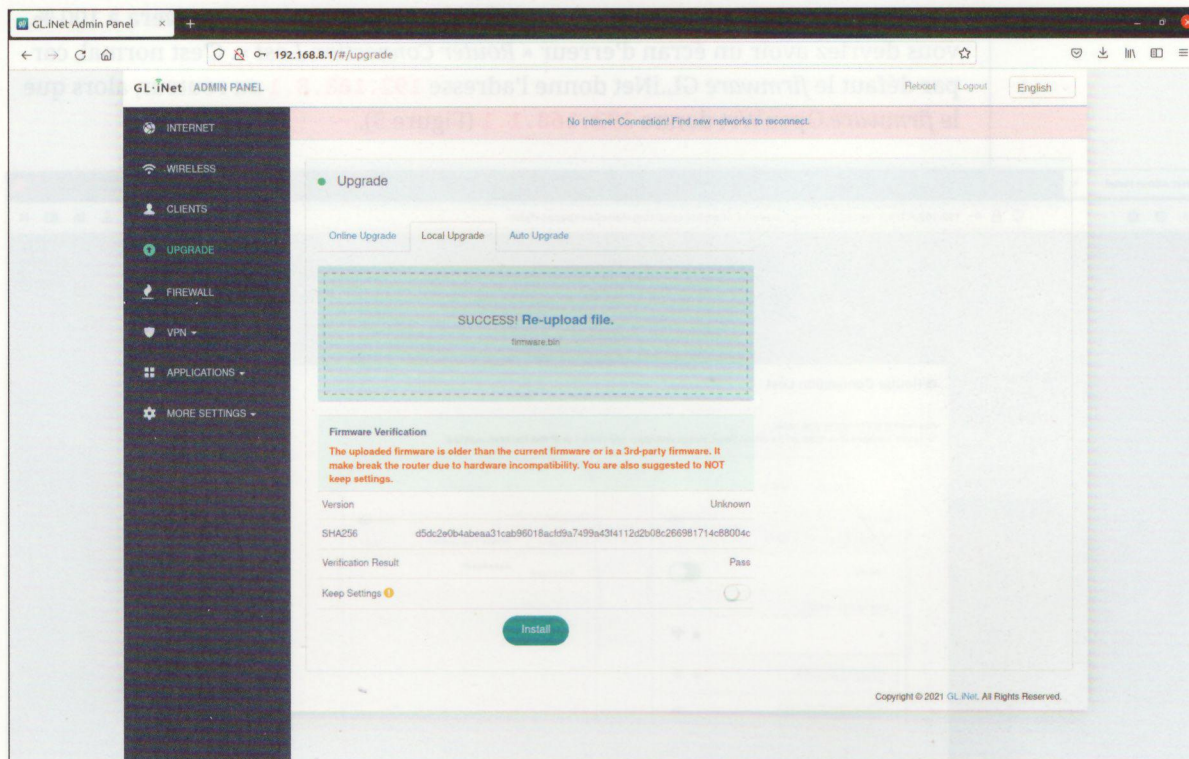 GL.iNet Admin Panel
192.168.8.1/#/upgrade
GL·iNet ADMIN PANEL
Reboot Logout English
No Internet Connection! Find new networks to reconnect.
INTERNET
WIRELESS
CLIENTS
UPGRADE
FIREWALL
VPN
APPLICATIONS
MORE SETTINGS
Upgrade
Online Upgrade Local Upgrade Auto Upgrade
SUCCESS! Re-upload file.
firmware.bin
Firmware Verification
The uploaded firmware is older than the current firmware or is a 3rd-party firmware. It
make break the router due to hardware incompatibility. You are also suggested to NOT
keep settings.
Version Unknown
SHA256 d5dc2e0b4abeaa31cab96018acfd9a7499a43f4112d2b08c266981714c88004c
Verification Result Pass
Keep Settings
Install
Copyright © 2021 GL.iNet. All Rights Reserved.